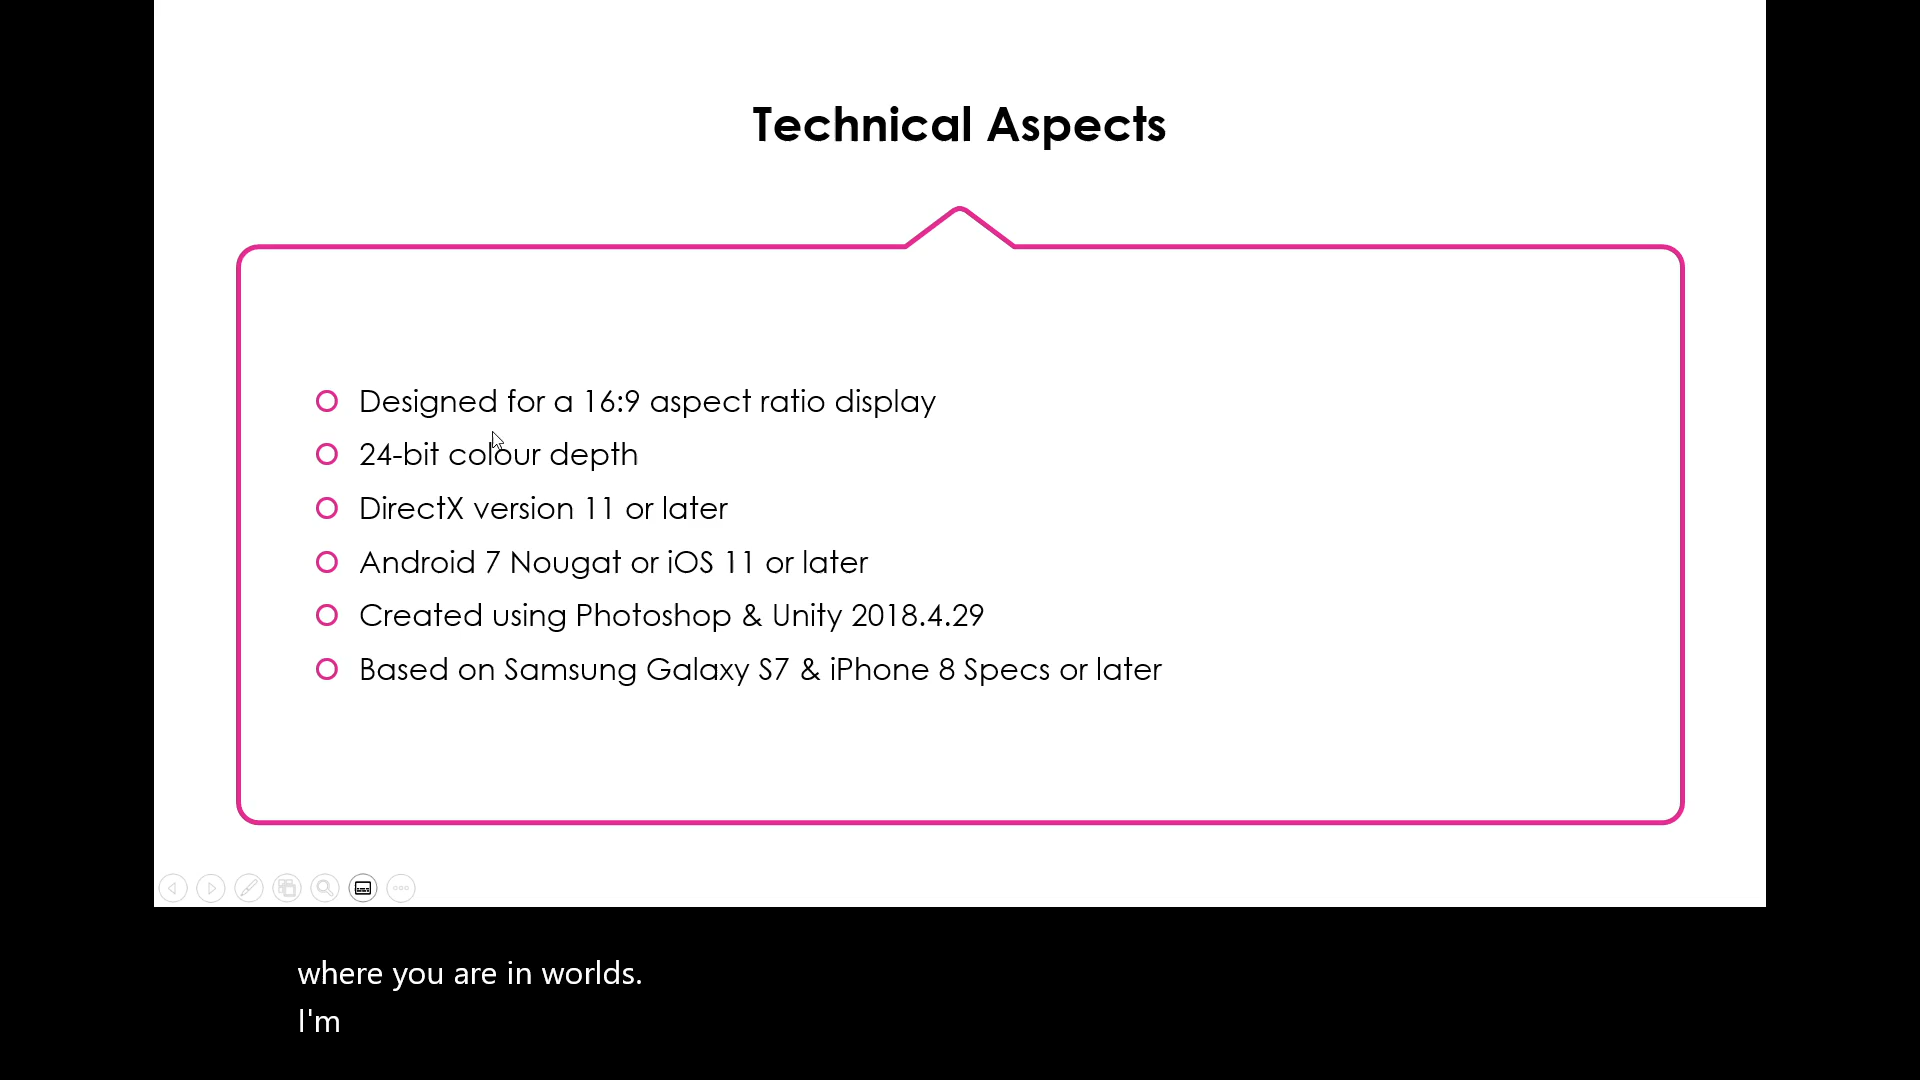 Technical Aspects
Designed for a 16:9 aspect ratio display
24-bit colour depth
DirectX version 11 or later
Android 7 Nougat or iOS 11 or later
Created using Photoshop & Unity 2018.4.29
Based on Samsung Galaxy S7 & iPhone 8 Specs or later
where you are in worlds.
I'm